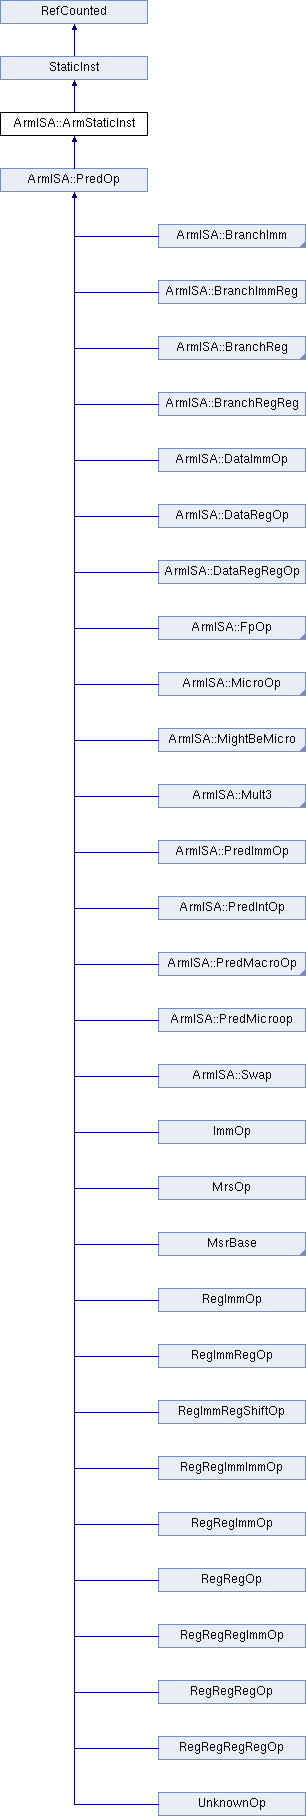 RefCounted
StaticInst
ArmISA::ArmStaticInst
ArmISA::PredOp
ArmISA::BranchImm
ArmISA::BranchImmReg
ArmISA::BranchReg
ArmISA::BranchRegReg
ArmISA::DataImmOp
ArmISA::DataRegOp
ArmISA::DataRegRegOp
ArmISA::FpOp
ArmISA::MicroOp
ArmISA::MightBeMicro
ArmISA::Mult3
ArmISA::PredImmOp
ArmISA::PredIntOp
ArmISA::PredMacroOp
ArmISA::PredMicroop
ArmISA::Swap
ImmOp
MrsOp
MsrBase
RegImmOp
RegImmRegOp
RegImmRegShiftOp
RegRegImmImmOp
RegRegImmOp
RegRegOp
RegRegRegImmOp
RegRegRegOp
RegRegRegRegOp
UnknownOp